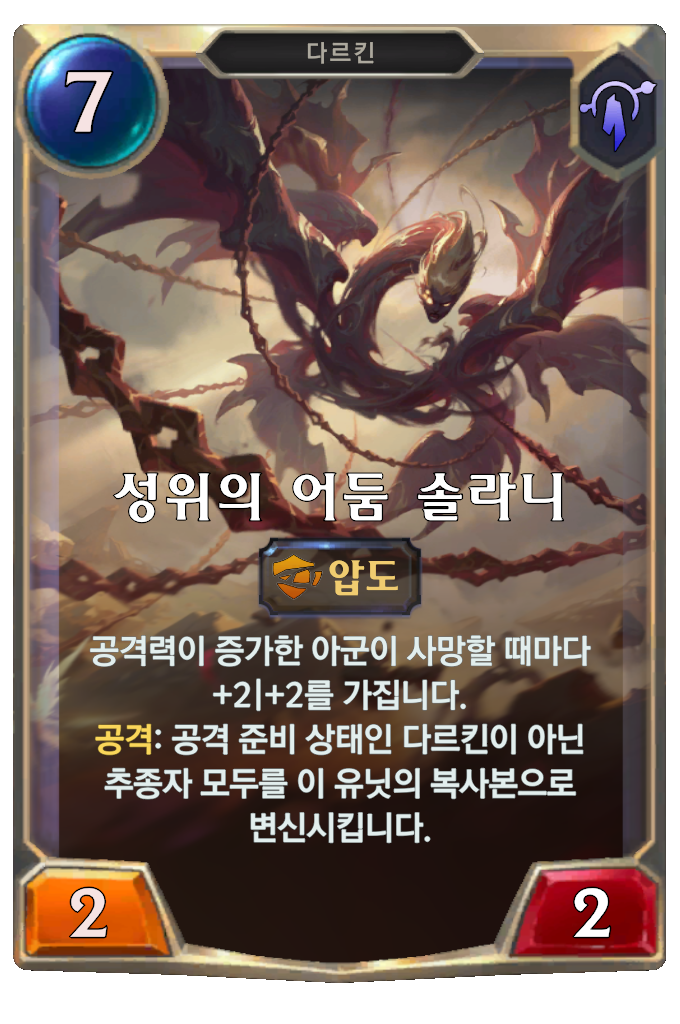 다르킨
7
성위의 어둠 솔라니
압도
공격력이 증가한 아군이 사망할 때마다
+2|+2를 가집니다.
공격: 공격 준비 상태인 다르킨이 아닌
추종자 모두를 이 유닛의 복사본으로
변신시킵니다.
2
2